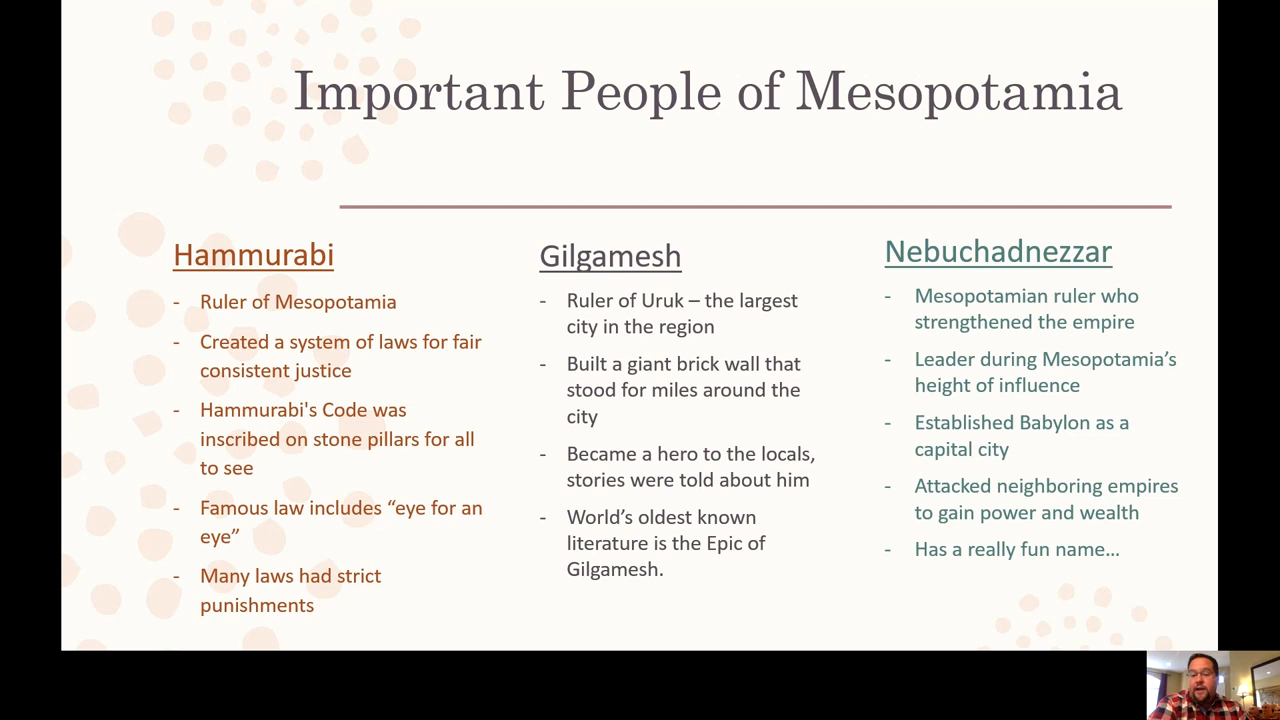 Important People of Mesopotamia
Hammurabi
- Ruler of Mesopotamia
- Created a system of laws for fair
consistent justice
- Hammurabi's Code was
inscribed on stone pillars for all
to see
- Famous law includes “eye for an
eye”
- Many laws had strict
punishments
Gilgamesh
- Ruler of Uruk – the largest
city in the region
- Built a giant brick wall that
stood for miles around the
city
- Became a hero to the locals,
stories were told about him
- World’s oldest known
literature is the Epic of
Gilgamesh.
Nebuchadnezzar
- Mesopotamian ruler who
strengthened the empire
- Leader during Mesopotamia’s
height of influence
- Established Babylon as a
capital city
- Attacked neighboring empires
to gain power and wealth
- Has a really fun name…